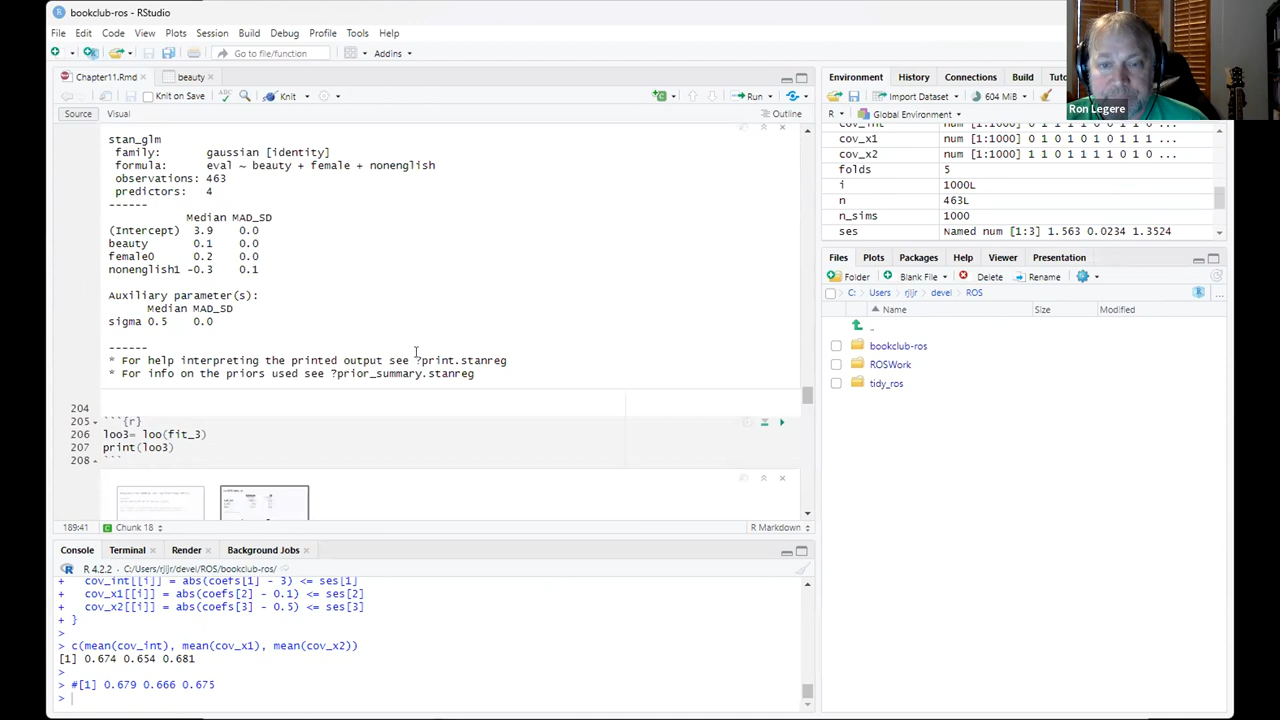 bookclub-ros - RStudio
File Edit Code View Plots Session Build Debug Profile Tools Help
Go to file/function Addins
Chapter11.Rmd beauty
Knit on Save Knit Run
Source Visual Outline
stan_glm
family: gaussian [identity]
formula: eval ~ beauty + female + nonenglish
observations: 463
predictors: 4
------
Median MAD_SD
(Intercept) 3.9 0.0
beauty 0.1 0.0
female0 0.2 0.0
nonenglish1 -0.3 0.1
Auxiliary parameter(s):
Median MAD_SD
sigma 0.5 0.0
------
* For help interpreting the printed output see ?print.stanreg
* For info on the priors used see ?prior_summary.stanreg
204
205 ```{r}
206 loo3= loo(fit_3)
207 print(loo3)
208 ```
189:41 Chunk 18 R Markdown
Console Terminal Render Background Jobs
R 4.2.2 · C:/Users/rjljr/devel/ROS/bookclub-ros/
+ cov_int[[i]] = abs(coefs[1] - 3) <= ses[1]
+ cov_x1[[i]] = abs(coefs[2] - 0.1) <= ses[2]
+ cov_x2[[i]] = abs(coefs[3] - 0.5) <= ses[3]
+ }
>
> c(mean(cov_int), mean(cov_x1), mean(cov_x2))
[1] 0.674 0.654 0.681
>
> #[1] 0.679 0.666 0.675
>
Environment History Connections Build Tu
Import Dataset 604 MiB
R Global Environment
cov_int num [1:1000] 0 1 0 1 1 1 0 0 1 1 ...
cov_x1 num [1:1000] 0 1 0 1 1 1 0 1 1 1 ...
cov_x2 num [1:1000] 1 1 0 1 1 1 1 0 1 0 ...
folds 5
i 1000L
n 463L
n_sims 1000
ses Named num [1:3] 1.563 0.0234 1.3524
Files Plots Packages Help Viewer Presentation
Folder Blank File Delete Rename
C: Users rjljr devel ROS
Name Size Modified
..
bookclub-ros
ROSWork
tidy_ros
Ron Legere